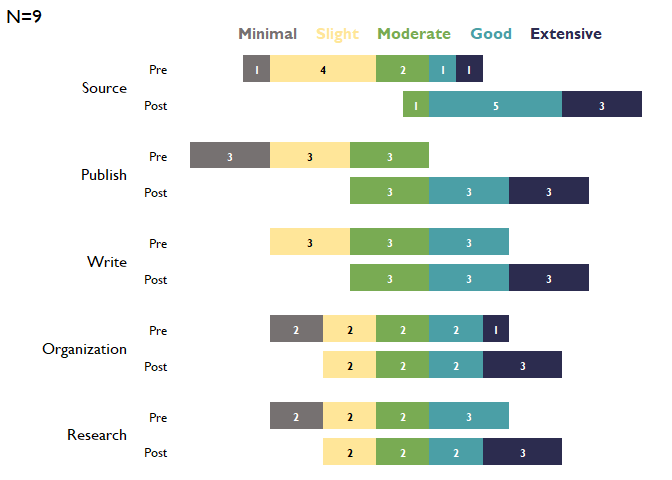 N=9
Minimal Slight Moderate Good Extensive
Source
Pre 1 4 2 1 1
Post 1 5 3
Publish
Pre 3 3 3
Post 3 3 3
Write
Pre 3 3 3
Post 3 3 3
Organization
Pre 2 2 2 2 1
Post 2 2 2 3
Research
Pre 2 2 2 3
Post 2 2 2 3